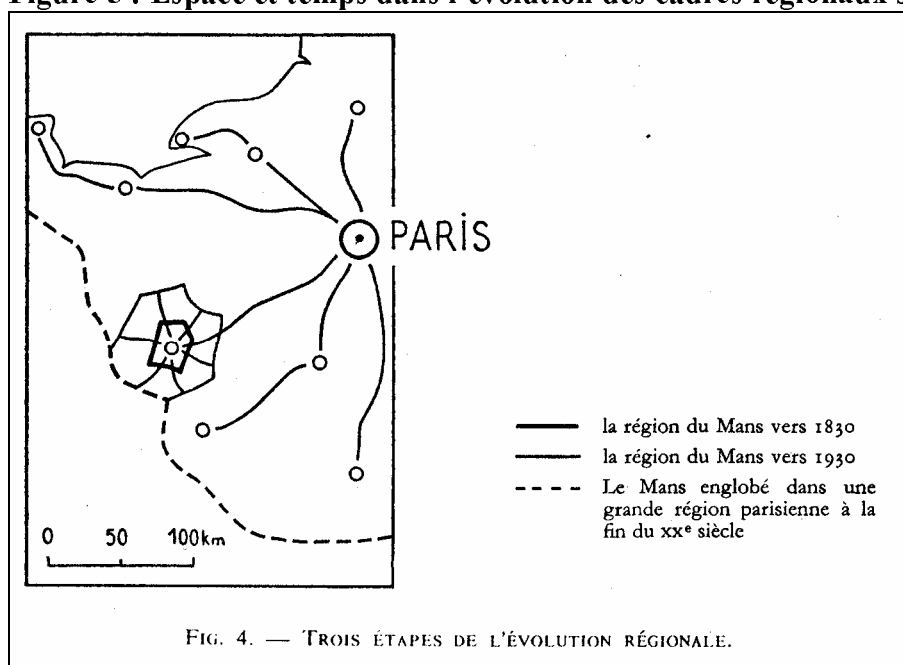 Figure 3 : Espace et temps dans l'évolution des cadres régionaux
PARİS
0 50 100km
la région du Mans vers 1830
la région du Mans vers 1930
Le Mans englobé dans une
grande région parisienne à la
fin du XXe siècle
FIG. 4. — TROIS ÉTAPES DE L'ÉVOLUTION RÉGIONALE.